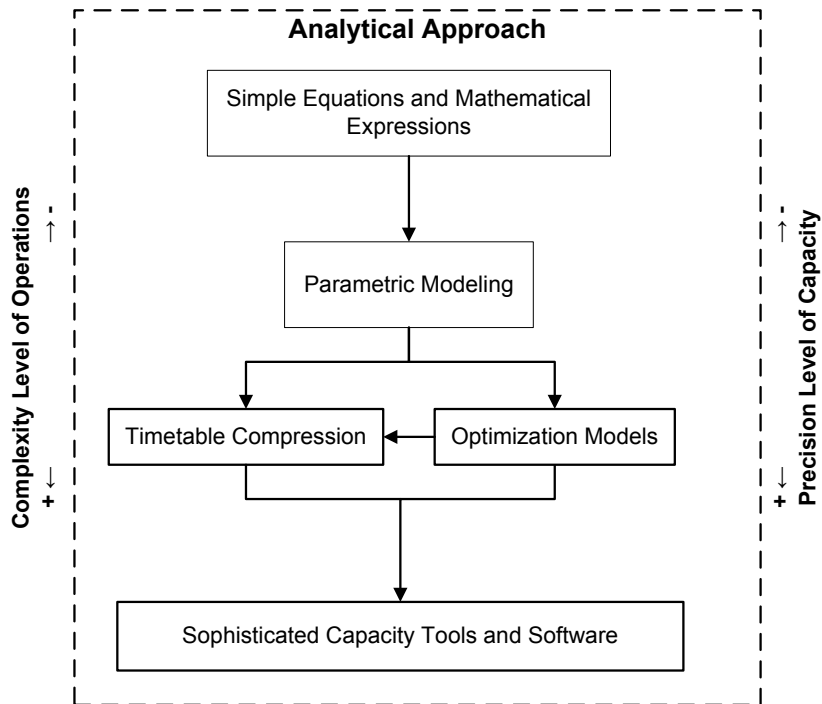 Analytical Approach
Simple Equations and Mathematical
Expressions
Parametric Modeling
Timetable Compression
Optimization Models
Sophisticated Capacity Tools and Software
Complexity Level of Operations
+ ← → -
Precision Level of Capacity
+ ← → -